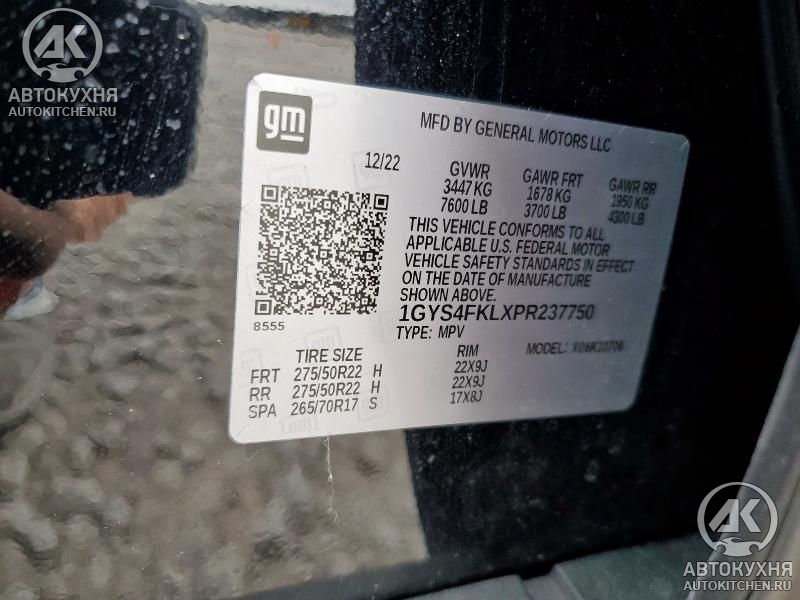 AK
АВТОКУХНЯ
AUTOKITCHEN.RU
gm
MFD BY GENERAL MOTORS LLC
12/22
GVWR GAWR FRT GAWR RR
3447 KG 1678 KG 1950 KG
7600 LB 3700 LB 4300 LB
THIS VEHICLE CONFORMS TO ALL
APPLICABLE U.S. FEDERAL MOTOR
VEHICLE SAFETY STANDARDS IN EFFECT
ON THE DATE OF MANUFACTURE
SHOWN ABOVE.
8555
1GYS4FKLXPR237750
TYPE: MPV
MODEL: X06K10706
TIRE SIZE RIM
FRT 275/50R22 H 22X9J
RR 275/50R22 H 22X9J
SPA 265/70R17 S 17X8J
AK
АВТОКУХНЯ
AUTOKITCHEN.RU